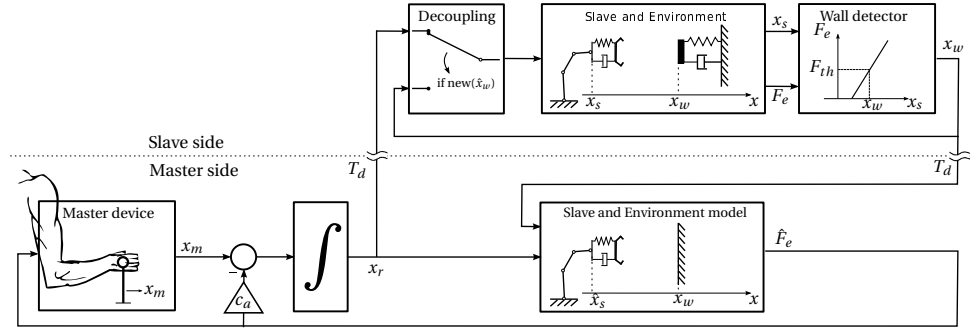 Decoupling
if new(x̂_w)
Slave and Environment
x_s
x_w
x
x_s
F_e
Wall detector
F_e
F_th
x_w
x_s
x_w
Slave side
Master side
T_d
T_d
Master device
x_m
x_m
−
c_a
∫
x_r
Slave and Environment model
x̂_s
x_w
x
F̂_e